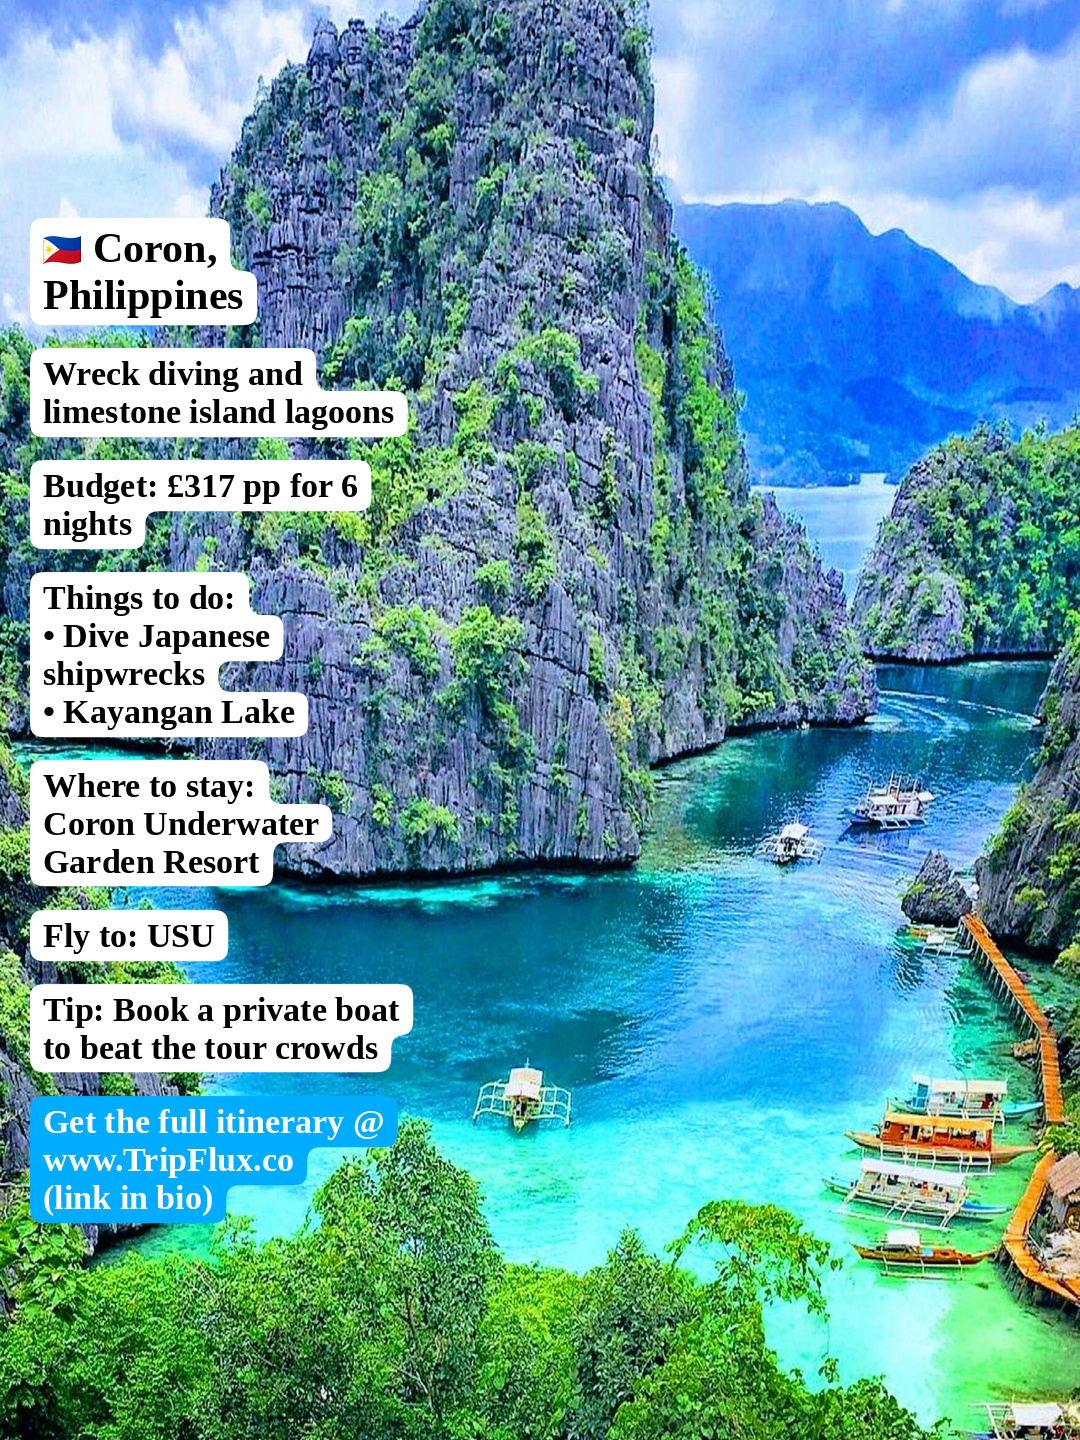 🇵🇭 Coron,
Philippines
Wreck diving and
limestone island lagoons
Budget: £317 pp for 6
nights
Things to do:
• Dive Japanese
shipwrecks
• Kayangan Lake
Where to stay:
Coron Underwater
Garden Resort
Fly to: USU
Tip: Book a private boat
to beat the tour crowds
Get the full itinerary @
www.TripFlux.co
(link in bio)